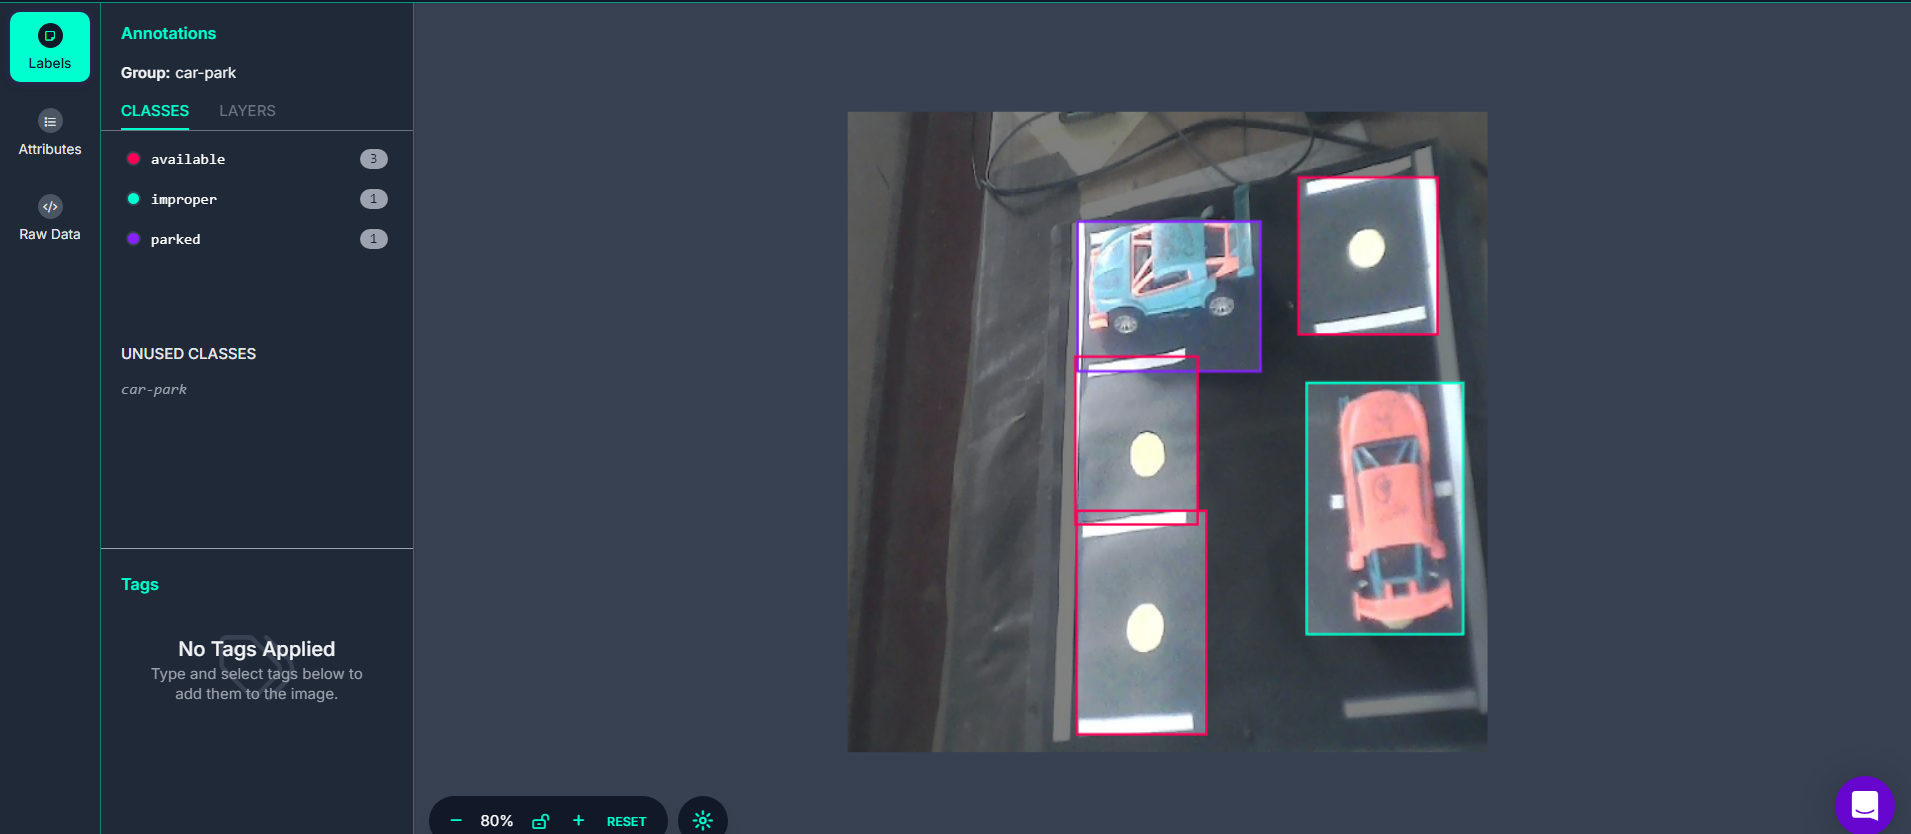 Labels
Attributes
Raw Data
Annotations
Group: car-park
CLASSES LAYERS
available 3
improper 1
parked 1
UNUSED CLASSES
car-park
Tags
No Tags Applied
Type and select tags below to
add them to the image.
80% RESET